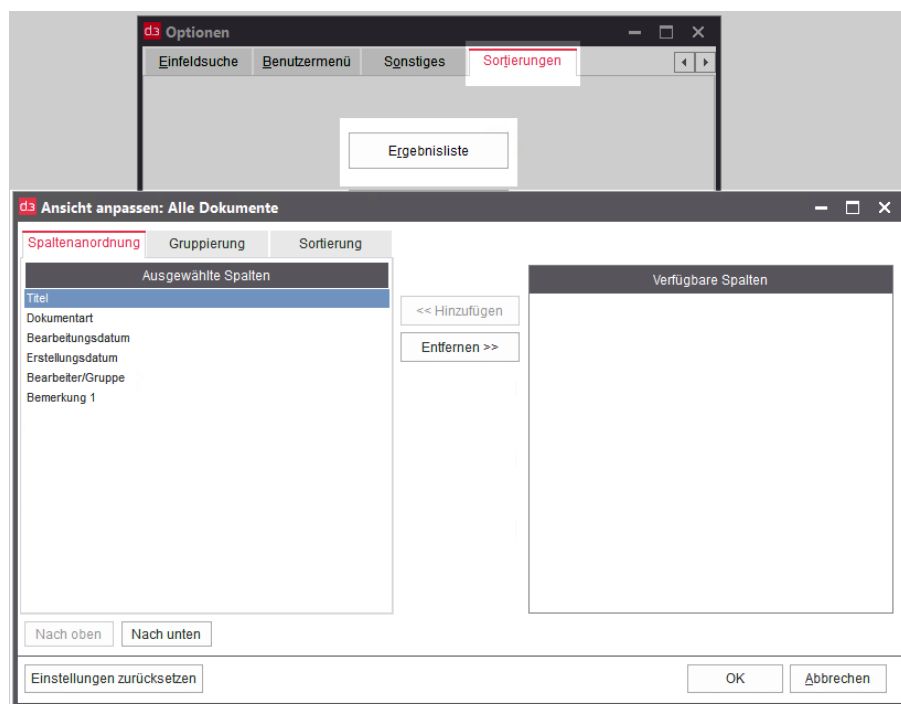 d3 Optionen
Einfeldsuche Benutzermenü Sonstiges Sortierungen
Ergebnisliste
d3 Ansicht anpassen: Alle Dokumente
Spaltenanordnung Gruppierung Sortierung
Ausgewählte Spalten
Verfügbare Spalten
Titel
Dokumentart
Bearbeitungsdatum
Erstellungsdatum
Bearbeiter/Gruppe
Bemerkung 1
<< Hinzufügen
Entfernen >>
Nach oben Nach unten
Einstellungen zurücksetzen OK Abbrechen